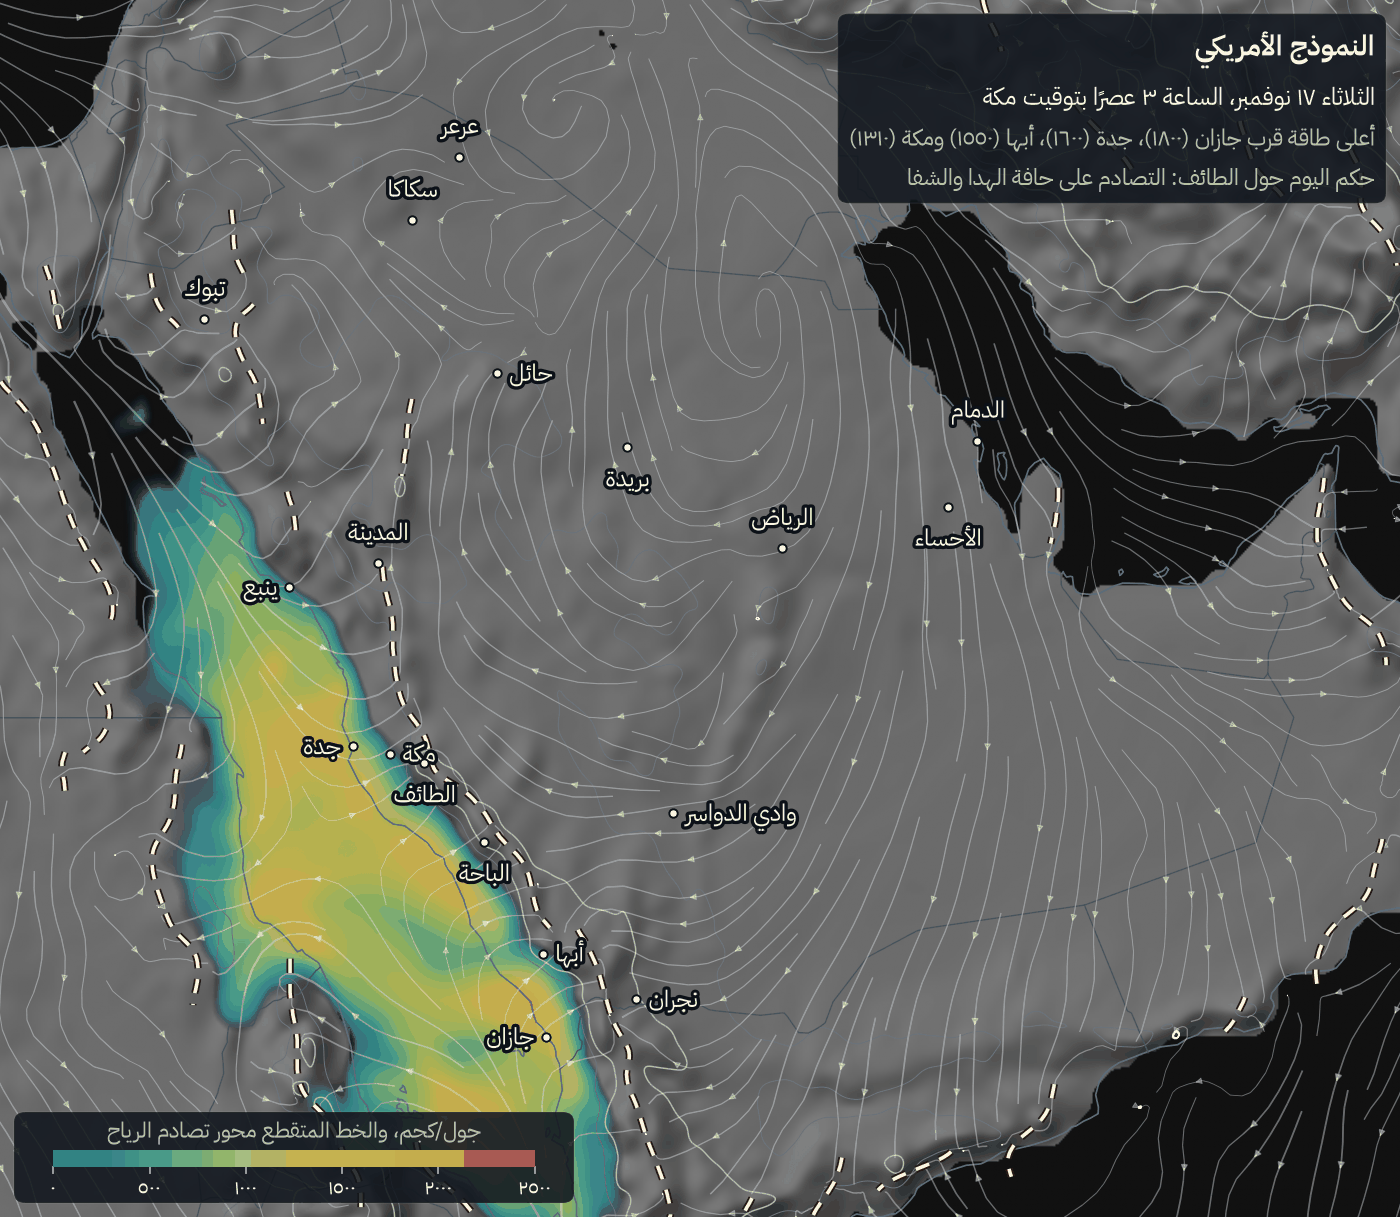 النموذج الأمريكي
الثلاثاء ١٧ نوفمبر، الساعة ٣ عصرًا بتوقيت مكة
أعلى طاقة قرب جازان (١٨٠٠)، جدة (١٦٠٠)، أبها (١٥٥٠) ومكة (١٣١٠)
حكم اليوم حول الطائف: التصادم على حافة الهدا والشفا
عرعر
سكاكا
تبوك
حائل
الدمام
بريدة
الرياض
الأحساء
المدينة
ينبع
جدة
مكة
الطائف
وادي الدواسر
الباحة
أبها
نجران
جازان
جول/كجم، والخط المتقطع محور تصادم الرياح
٠ ٥٠٠ ١٠٠٠ ١٥٠٠ ٢٠٠٠ ٢٥٠٠